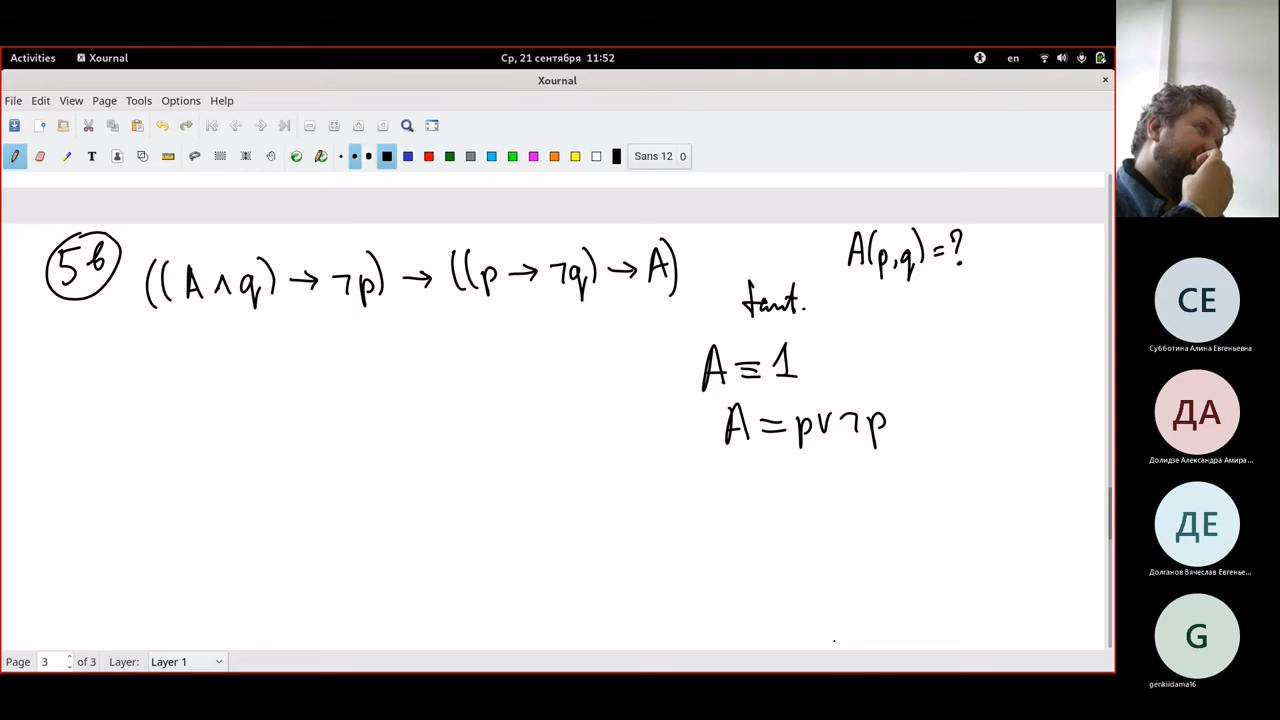 Activities Xournal Ср, 21 сентября 11:52 en
Xournal
File Edit View Page Tools Options Help
T Sans 12 0
5в ((A ∧ q) → ¬p) → ((p → ¬q) → A) A(p,q) = ?
A ≡ 1
A = p ∨ ¬p
Page 3 of 3 Layer: Layer 1
СЕ
Субботина Алина Евгеньевна
ДА
Долидзе Александра Амира...
ДЕ
Долганов Вячеслав Евгенье...
G
genkiidama16